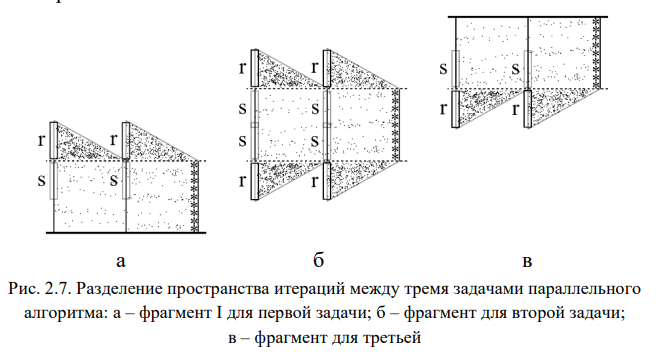 r r
s s
r r
s s
s s
r r
s s
r r
а б в
Рис. 2.7. Разделение пространства итераций между тремя задачами параллельного
алгоритма: а – фрагмент I для первой задачи; б – фрагмент для второй задачи;
в – фрагмент для третьей